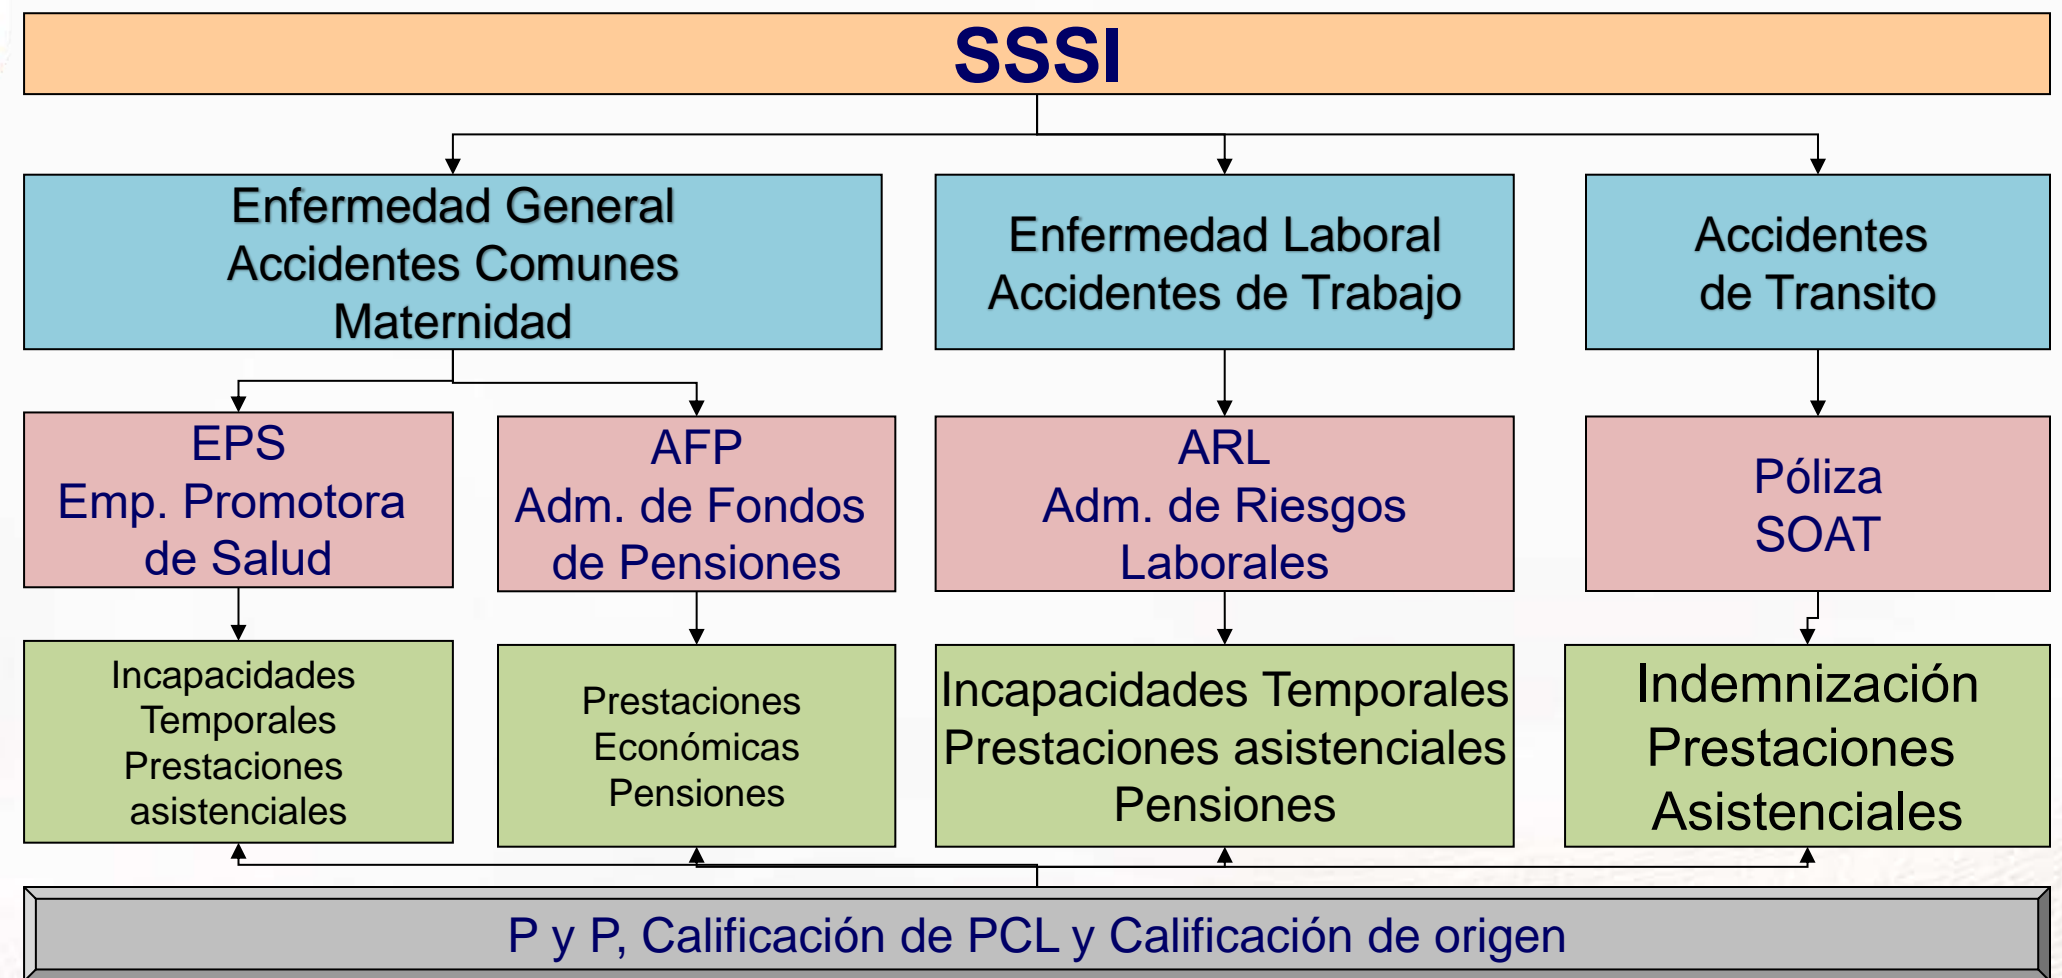 SSSI
Enfermedad General
Accidentes Comunes
Maternidad
Enfermedad Laboral
Accidentes de Trabajo
Accidentes
de Transito
EPS
Emp. Promotora
de Salud
AFP
Adm. de Fondos
de Pensiones
ARL
Adm. de Riesgos
Laborales
Póliza
SOAT
Incapacidades
Temporales
Prestaciones
asistenciales
Prestaciones
Económicas
Pensiones
Incapacidades Temporales
Prestaciones asistenciales
Pensiones
Indemnización
Prestaciones
Asistenciales
P y P, Calificación de PCL y Calificación de origen